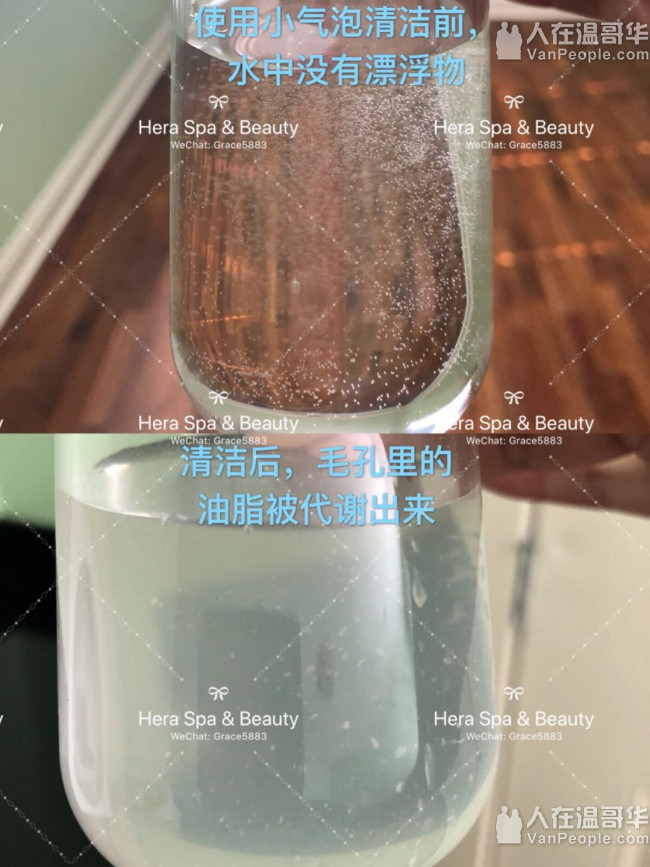 使用小气泡清洁前，
人在温哥华
VanPeople.com
水中没有漂浮物
Hera Spa & Beauty
WeChat: Grace5883
Hera Spa & Beauty
WeChat: Grace5883
Hera Spa & Beauty
WeChat: Grace5883
Hera Spa & Beauty
WeChat: Grace5883
清洁后，毛孔里的
油脂被代谢出来
Hera Spa & Beauty
WeChat: Grace5883
Hera Spa & Beauty
WeChat: Grace5883
人在温哥华
VanPeople.com